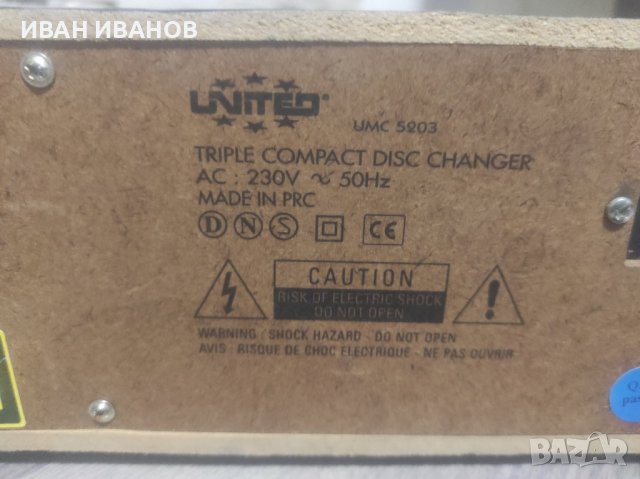 ИВАН ИВАНОВ
UNITED®
UMC 5203
TRIPLE COMPACT DISC CHANGER
AC : 230V ~ 50Hz
MADE IN PRC
D N S CE
CAUTION
RISK OF ELECTRIC SHOCK
DO NOT OPEN
WARNING : SHOCK HAZARD - DO NOT OPEN
AVIS : RISQUE DE CHOC ELECTRIQUE - NE PAS OUVRIR
BAZAR